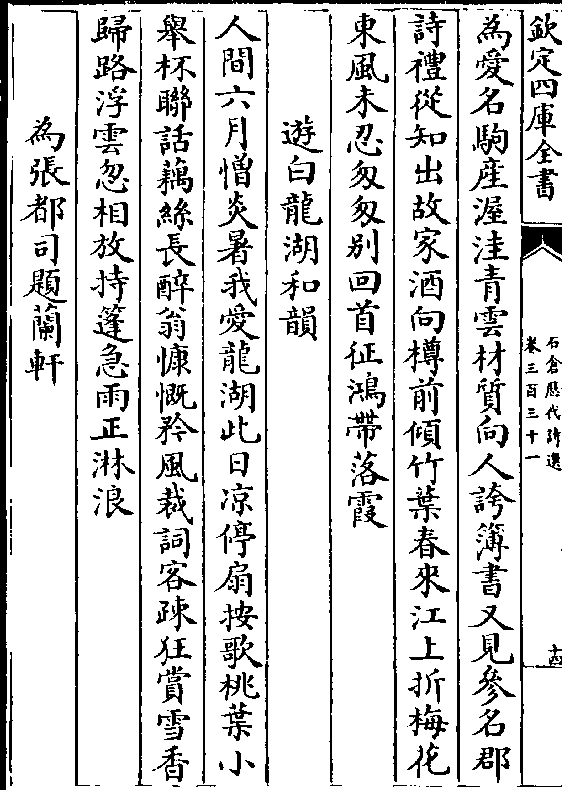 欽定四庫全書
石倉歷代詩選
卷三百三十一
十四
為愛名駒産渥洼青雲材質向人誇簿書又見參名郡
詩禮從知出故家酒向樽前傾竹葉春來江上折梅花
東風未忍匆匆別回首征鴻帶落霞
遊白龍湖和韻
人間六月憎炎暑我愛龍湖此日凉停扇按歌桃葉小
舉杯聯話藕絲長醉翁慷慨矜風裁詞客踈狂賞雪香
歸路浮雲忽相放持篷急雨正淋浪
為張都司題蘭軒